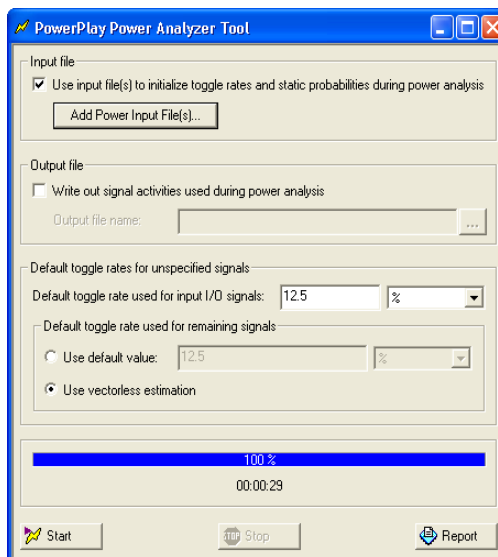 PowerPlay Power Analyzer Tool
Input file
Use input file(s) to initialize toggle rates and static probabilities during power analysis
Add Power Input File(s)...
Output file
Write out signal activities used during power analysis
Output file name:
...
Default toggle rates for unspecified signals
Default toggle rate used for input I/O signals: 12.5 %
Default toggle rate used for remaining signals
Use default value: 12.5 %
Use vectorless estimation
100 %
00:00:29
Start STOP Stop Report